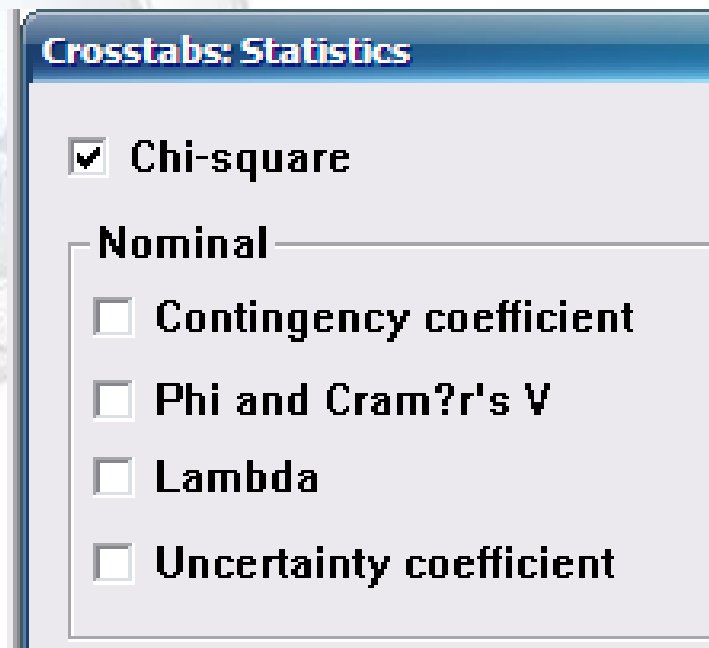 Crosstabs: Statistics
Chi-square
Nominal
Contingency coefficient
Phi and Cram?r's V
Lambda
Uncertainty coefficient